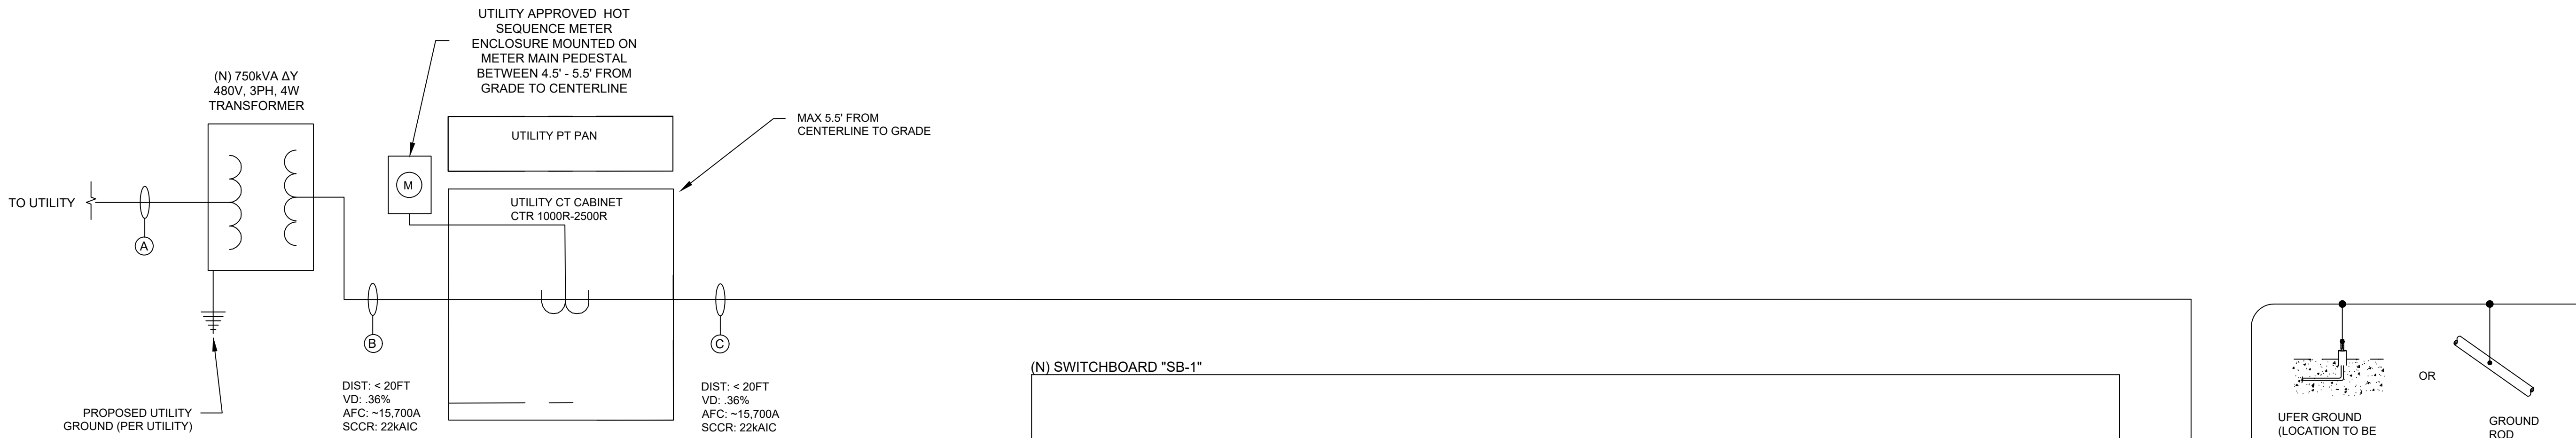 UTILITY APPROVED HOT
SEQUENCE METER
ENCLOSURE MOUNTED ON
METER MAIN PEDESTAL
BETWEEN 4.5' - 5.5' FROM
GRADE TO CENTERLINE
(N) 750kVA ΔY
480V, 3PH, 4W
TRANSFORMER
MAX 5.5' FROM
CENTERLINE TO GRADE
UTILITY PT PAN
M
UTILITY CT CABINET
CTR 1000R-2500R
TO UTILITY
A
B
C
DIST: < 20FT
VD: .36%
AFC: ~15,700A
SCCR: 22kAIC
DIST: < 20FT
VD: .36%
AFC: ~15,700A
SCCR: 22kAIC
PROPOSED UTILITY
GROUND (PER UTILITY)
(N) SWITCHBOARD "SB-1"
OR
UFER GROUND
(LOCATION TO BE
GROUND
ROD